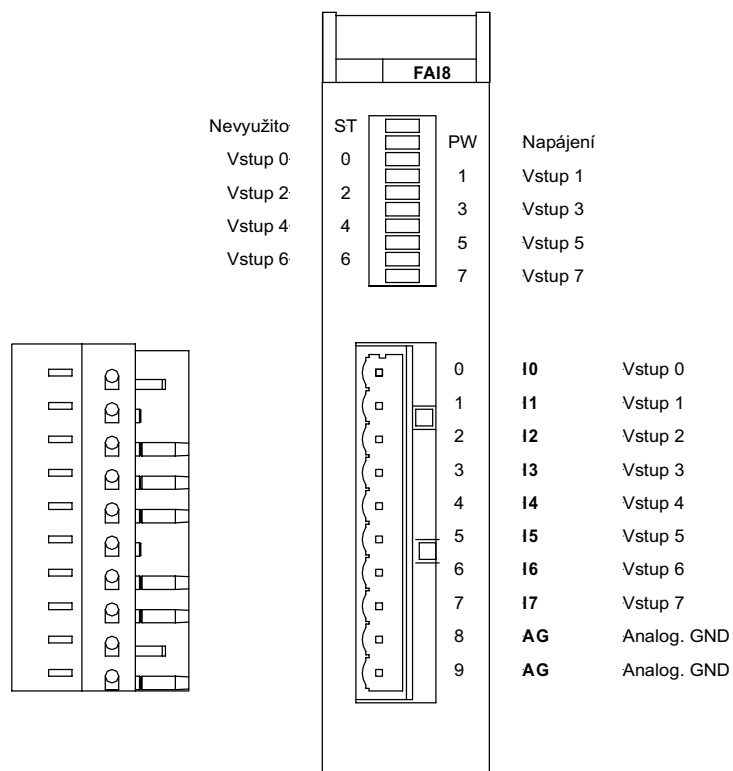 FAI8
Nevyužito ST
PW Napájení
Vstup 0 0
1 Vstup 1
Vstup 2 2
3 Vstup 3
Vstup 4 4
5 Vstup 5
Vstup 6 6
7 Vstup 7
0 I0 Vstup 0
1 I1 Vstup 1
2 I2 Vstup 2
3 I3 Vstup 3
4 I4 Vstup 4
5 I5 Vstup 5
6 I6 Vstup 6
7 I7 Vstup 7
8 AG Analog. GND
9 AG Analog. GND